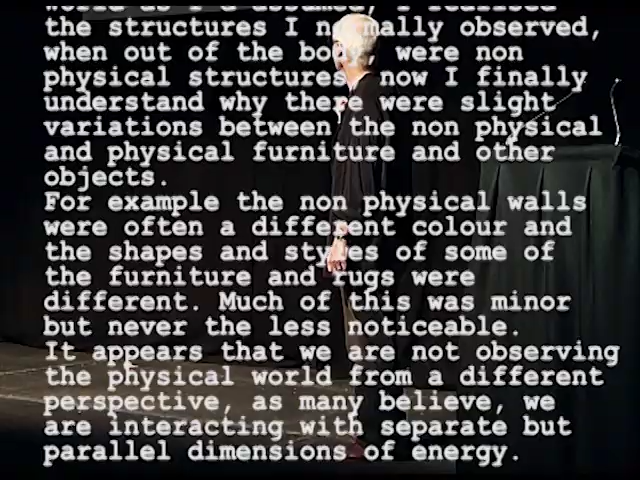 world as I'd assumed, I realised
the structures I normally observed,
when out of the body, were non
physical structures, now I finally
understand why there were slight
variations between the non physical
and physical furniture and other
objects.
For example the non physical walls
were often a different colour and
the shapes and styles of some of
the furniture and rugs were
different. Much of this was minor
but never the less noticeable.
It appears that we are not observing
the physical world from a different
perspective, as many believe, we
are interacting with separate but
parallel dimensions of energy.